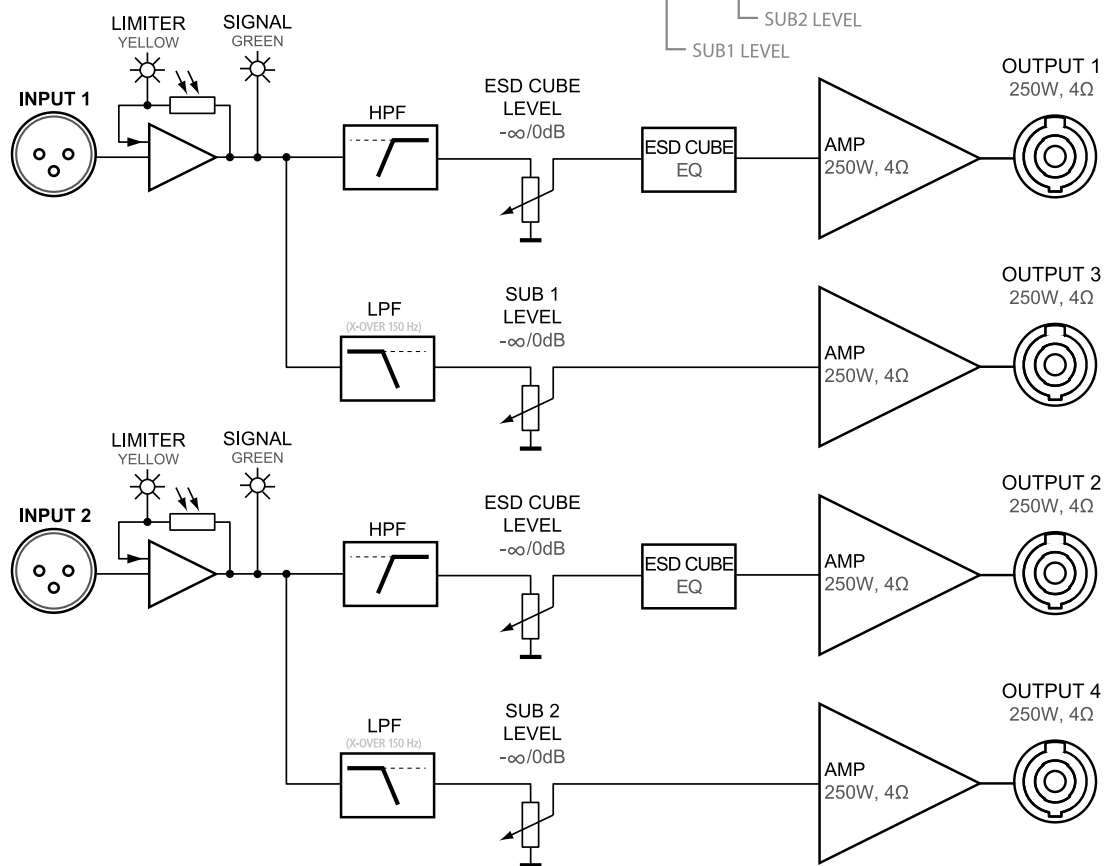 SUB2 LEVEL
SUB1 LEVEL
LIMITER
YELLOW
SIGNAL
GREEN
INPUT 1
HPF
ESD CUBE
LEVEL
-∞/0dB
ESD CUBE
EQ
AMP
250W, 4Ω
OUTPUT 1
250W, 4Ω
LPF
(X-OVER 150 Hz)
SUB 1
LEVEL
-∞/0dB
AMP
250W, 4Ω
OUTPUT 3
250W, 4Ω
LIMITER
YELLOW
SIGNAL
GREEN
INPUT 2
HPF
ESD CUBE
LEVEL
-∞/0dB
ESD CUBE
EQ
AMP
250W, 4Ω
OUTPUT 2
250W, 4Ω
LPF
(X-OVER 150 Hz)
SUB 2
LEVEL
-∞/0dB
AMP
250W, 4Ω
OUTPUT 4
250W, 4Ω